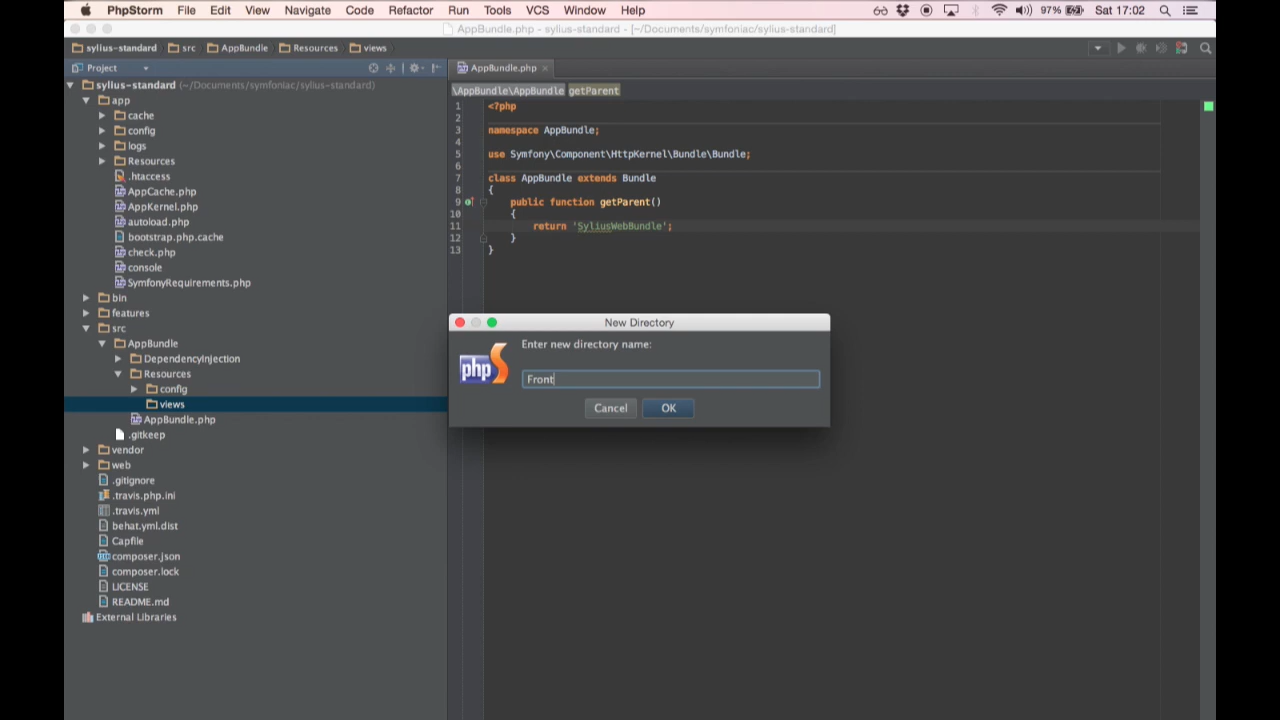 PhpStorm File Edit View Navigate Code Refactor Run Tools VCS Window Help 97% Sat 17:02
AppBundle.php - sylius-standard - [~/Documents/symfoniac/sylius-standard]
sylius-standard src AppBundle Resources views
Project
AppBundle.php
sylius-standard (~/Documents/symfoniac/sylius-standard)
app
cache
config
logs
Resources
.htaccess
AppCache.php
AppKernel.php
autoload.php
bootstrap.php.cache
check.php
console
SymfonyRequirements.php
bin
features
src
AppBundle
DependencyInjection
Resources
config
views
AppBundle.php
.gitkeep
vendor
web
.gitignore
.travis.php.ini
.travis.yml
behat.yml.dist
Capfile
composer.json
composer.lock
LICENSE
README.md
External Libraries
\AppBundle\AppBundle getParent
1 <?php
2
3 namespace AppBundle;
4
5 use Symfony\Component\HttpKernel\Bundle\Bundle;
6
7 class AppBundle extends Bundle
8 {
9 public function getParent()
10 {
11 return 'SyliusWebBundle';
12 }
13 }
New Directory
Enter new directory name:
php S
Front
Cancel OK